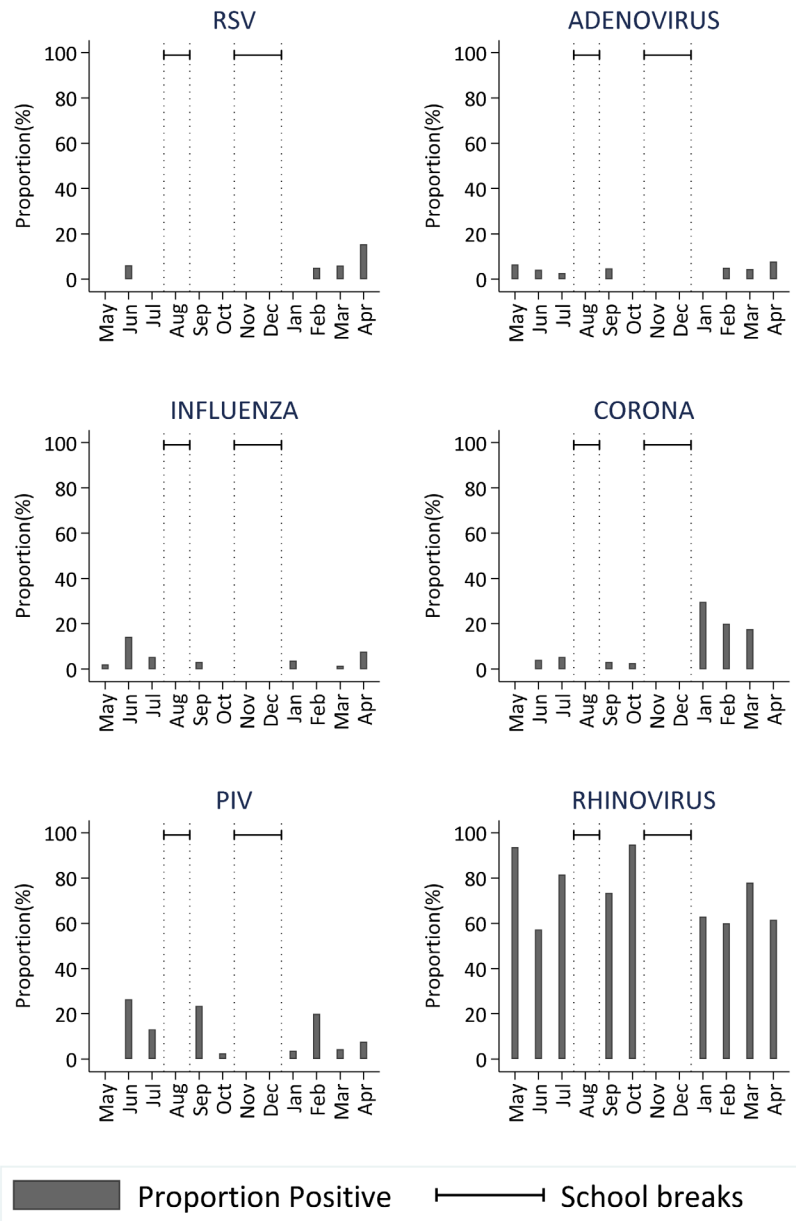 RSV
Proportion(%)
100
80
60
40
20
0
May Jun Jul Aug Sep Oct Nov Dec Jan Feb Mar Apr
ADENOVIRUS
Proportion(%)
100
80
60
40
20
0
May Jun Jul Aug Sep Oct Nov Dec Jan Feb Mar Apr
INFLUENZA
Proportion(%)
100
80
60
40
20
0
May Jun Jul Aug Sep Oct Nov Dec Jan Feb Mar Apr
CORONA
Proportion(%)
100
80
60
40
20
0
May Jun Jul Aug Sep Oct Nov Dec Jan Feb Mar Apr
PIV
Proportion(%)
100
80
60
40
20
0
May Jun Jul Aug Sep Oct Nov Dec Jan Feb Mar Apr
RHINOVIRUS
Proportion(%)
100
80
60
40
20
0
May Jun Jul Aug Sep Oct Nov Dec Jan Feb Mar Apr
Proportion Positive School breaks